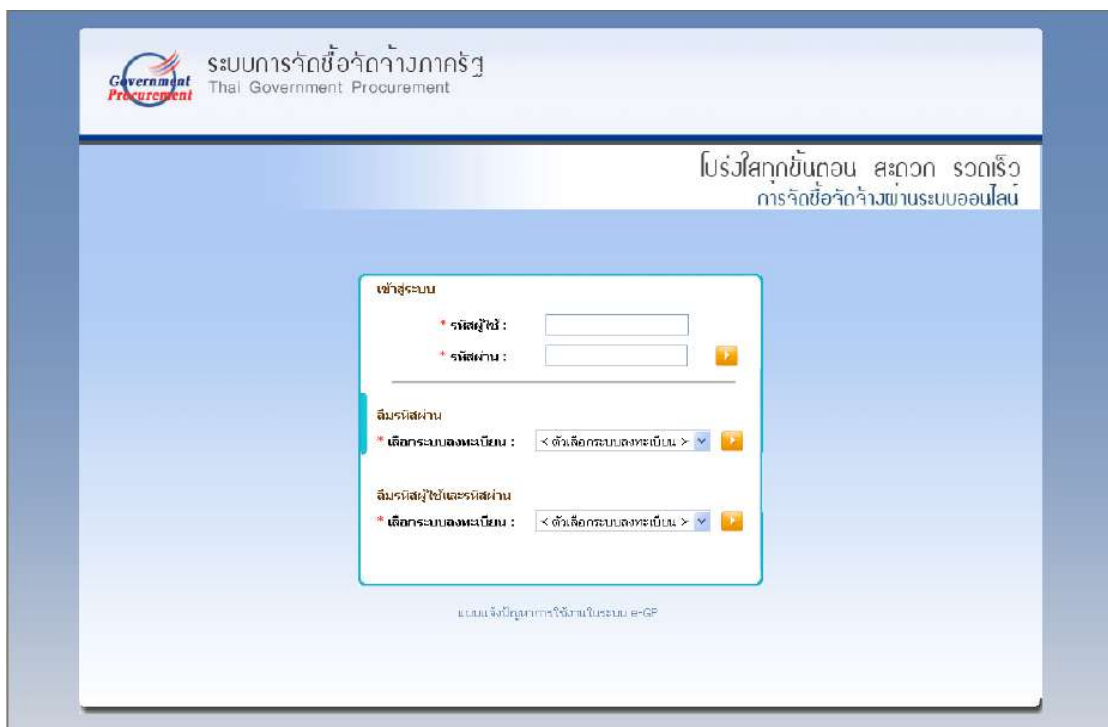 Government
Procurement
ระบบการจัดซื้อจัดจ้างภาครัฐ
Thai Government Procurement
โปร่งใสทุกขั้นตอน สะดวก รวดเร็ว
การจัดซื้อจัดจ้างผ่านระบบออนไลน์
เข้าสู่ระบบ
* รหัสผู้ใช้ :
* รหัสผ่าน :
ลืมรหัสผ่าน
* เลือกระบบลงทะเบียน : < ตัวเลือกระบบลงทะเบียน >
ลืมรหัสผู้ใช้และรหัสผ่าน
* เลือกระบบลงทะเบียน : < ตัวเลือกระบบลงทะเบียน >
แบบแจ้งปัญหาการใช้งานในระบบ e-GP